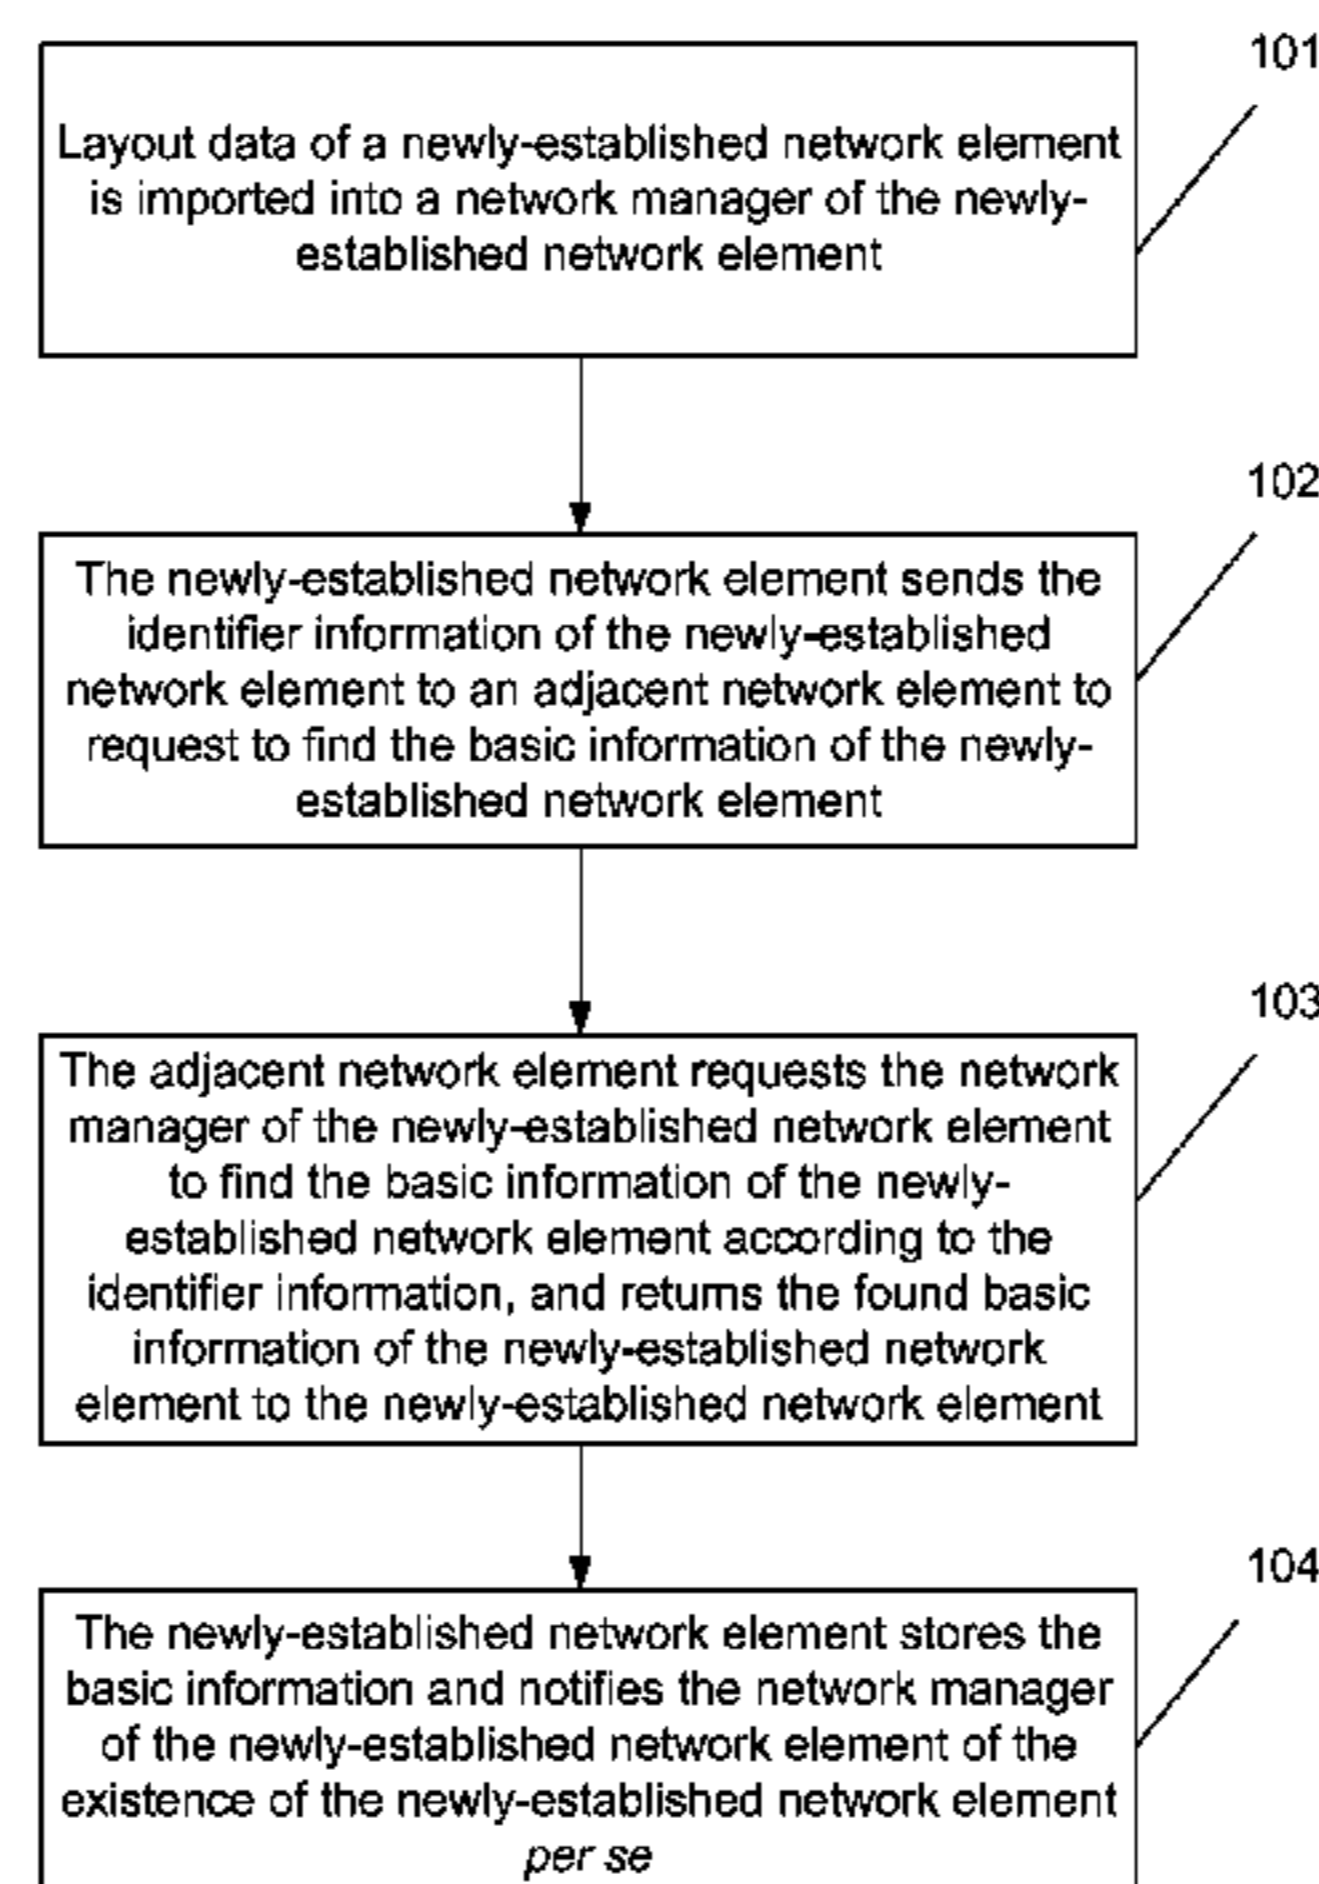 101
Layout data of a newly-established network element
is imported into a network manager of the newly-
established network element
102
The newly-established network element sends the
identifier information of the newly-established
network element to an adjacent network element to
request to find the basic information of the newly-
established network element
103
The adjacent network element requests the network
manager of the newly-established network element
to find the basic information of the newly-
established network element according to the
identifier information, and returns the found basic
information of the newly-established network
element to the newly-established network element
104
The newly-established network element stores the
basic information and notifies the network manager
of the newly-established network element of the
existence of the newly-established network element
per se